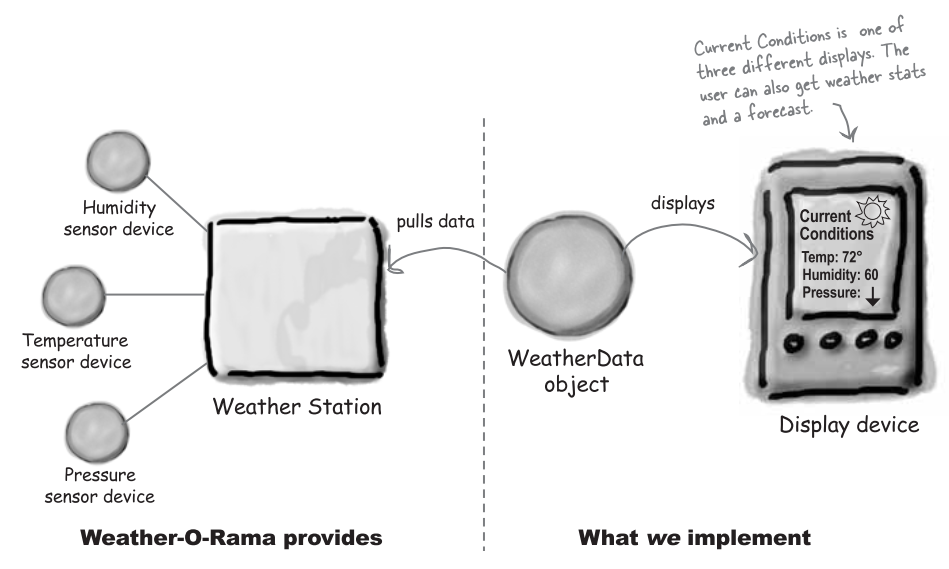 Current Conditions is one of
three different displays. The
user can also get weather stats
and a forecast.
Humidity
sensor device
Temperature
sensor device
Pressure
sensor device
Weather Station
pulls data
WeatherData
object
displays
Current
Conditions
Temp: 72°
Humidity: 60
Pressure:
Display device
Weather-O-Rama provides
What we implement